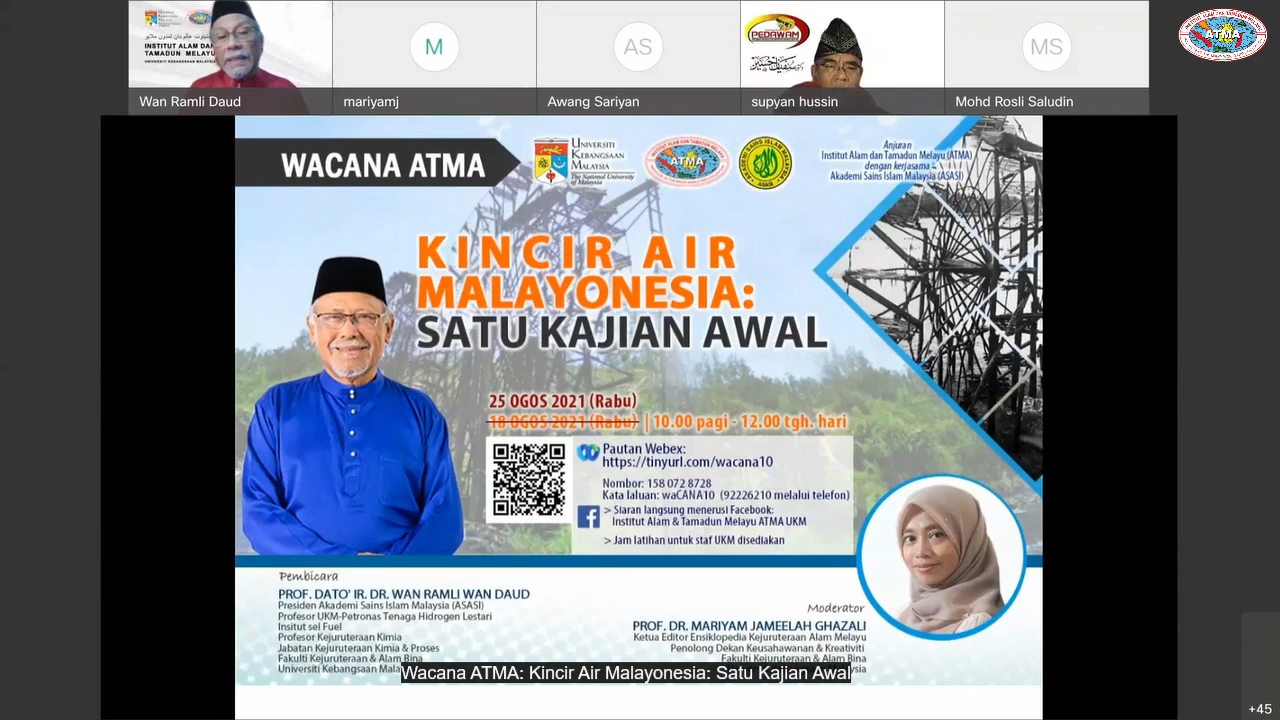 INSTITUT ALAM DAN
TAMADUN MELAYU
UNIVERSITI KEBANGSAAN MALAYSIA
M
AS
PEDAWAM
MS
ATMA
Wan Ramli Daud
mariyamj
Awang Sariyan
supyan hussin
Mohd Rosli Saludin
WACANA ATMA
UNIVERSITI
KEBANGSAAN
MALAYSIA
The National University
of Malaysia
ATMA
ASASI
Anjuran
Institut Alam dan Tamadun Melayu (ATMA)
dengan kerjasama
Akademi Sains Islam Malaysia (ASASI)
KINCIR AIR
MALAYONESIA:
SATU KAJIAN AWAL
25 OGOS 2021 (Rabu)
18 OGOS 2021 (Rabu) | 10.00 pagi - 12.00 tgh. hari
Pautan Webex:
https://tinyurl.com/wacana10
Nombor: 158 072 8728
Kata laluan: waCANA10 (92226210 melalui telefon)
> Siaran langsung menerusi Facebook:
Institut Alam & Tamadun Melayu ATMA UKM
> Jam latihan untuk staf UKM disediakan
Pembicara
PROF. DATO' IR. DR. WAN RAMLI WAN DAUD
Presiden Akademi Sains Islam Malaysia (ASASI)
Profesor UKM-Petronas Tenaga Hidrogen Lestari
Insitut sel Fuel
Profesor Kejuruteraan Kimia
Jabatan Kejuruteraan Kimia & Proses
Fakulti Kejuruteraan & Alam Bina
Universiti Kebangsaan
Moderator
PROF. DR. MARIYAM JAMEELAH GHAZALI
Ketua Editor Ensiklopedia Kejuruteraan Alam Melayu
Penolong Dekan Keusahawanan & Kreativiti
Fakulti Kejuruteraan & Alam Bina
Wacana ATMA: Kincir Air Malayonesia: Satu Kajian Awal
+45